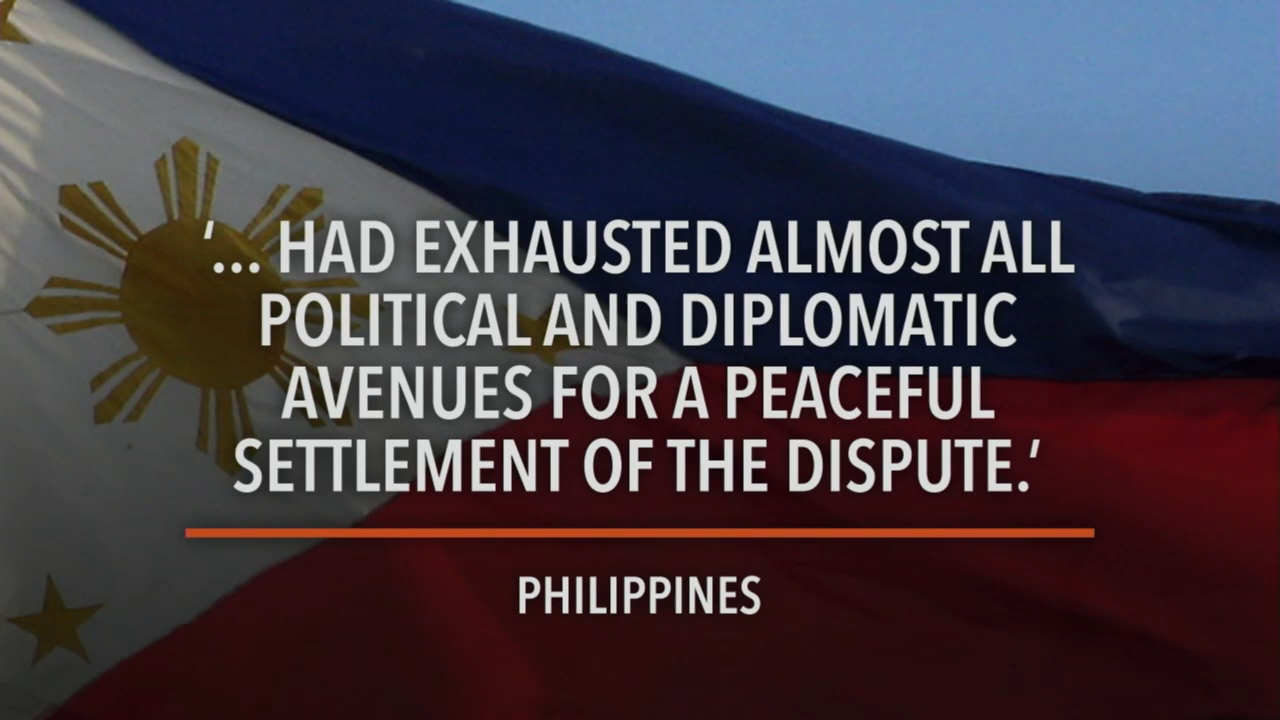 ‘... HAD EXHAUSTED ALMOST ALL
POLITICAL AND DIPLOMATIC
AVENUES FOR A PEACEFUL
SETTLEMENT OF THE DISPUTE.’
PHILIPPINES